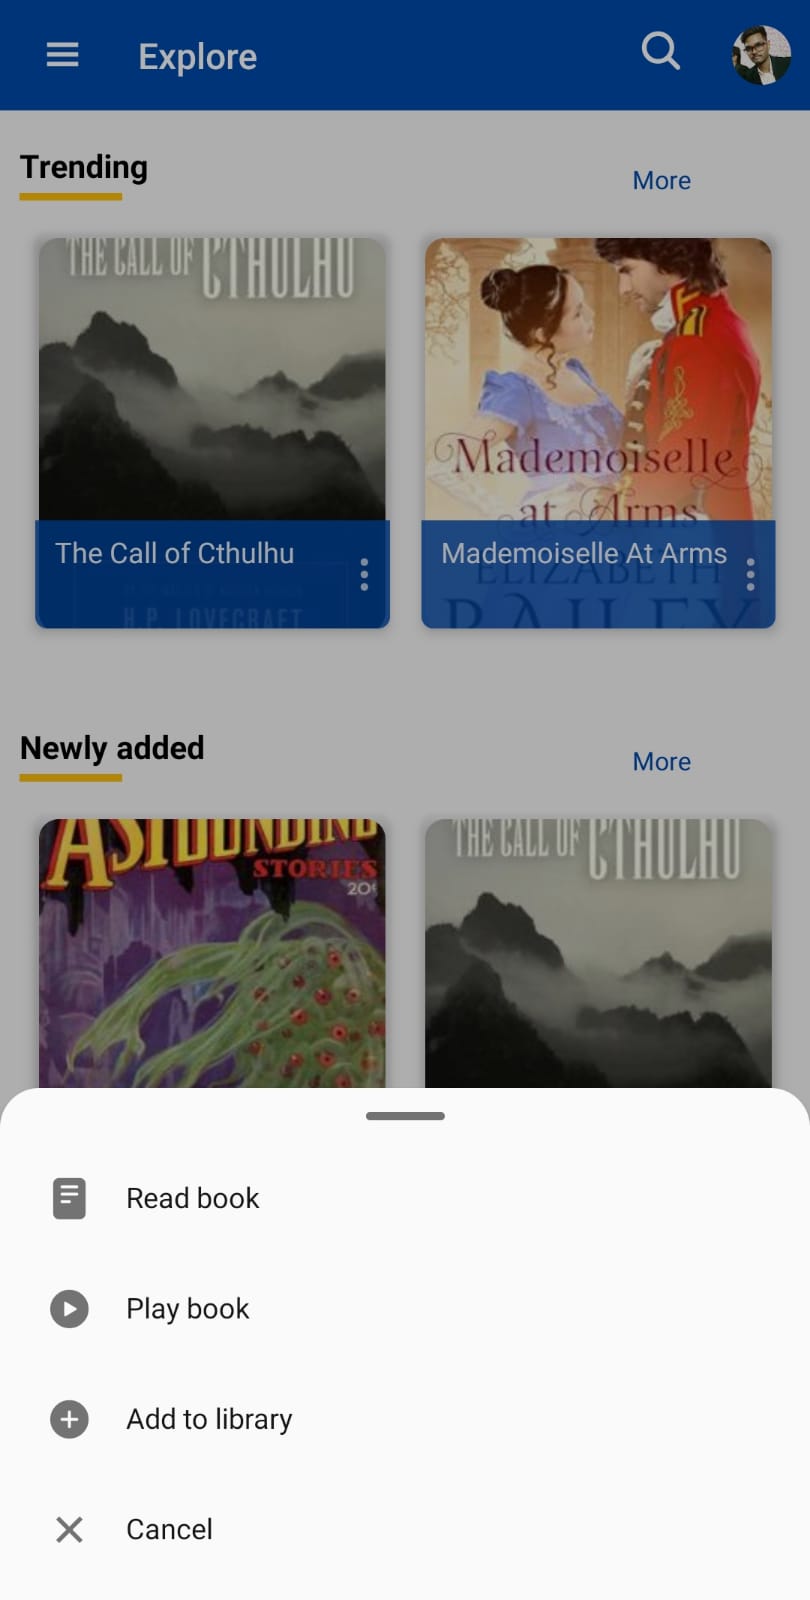 Explore
Trending
More
THE CALL OF CTHULHU
The Call of Cthulhu
H.P. LOVECRAFT
Mademoiselle
at Arms
Mademoiselle At Arms
ELIZABETH
BAILEY
Newly added
More
ASTOUNDING
STORIES
20¢
THE CALL OF CTHULHU
Read book
Play book
Add to library
Cancel